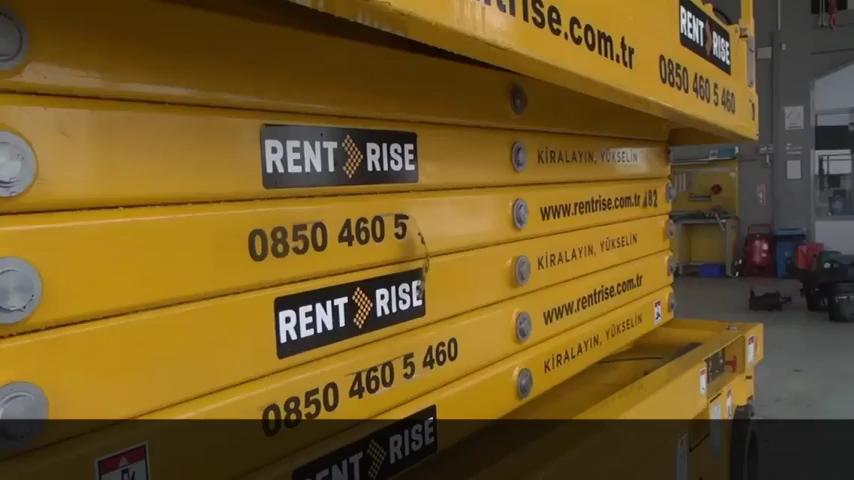 ntrise.com.tr
RENT RISE
0850 460 5 460
RENT RISE
KİRALAYIN, YÜKSELİN
0850 460 5
www.rentrise.com.tr 482
RENT RISE
KİRALAYIN, YÜKSELİN
0850 460 5 460
www.rentrise.com.tr
RENT RISE
KİRALAYIN, YÜKSELİN